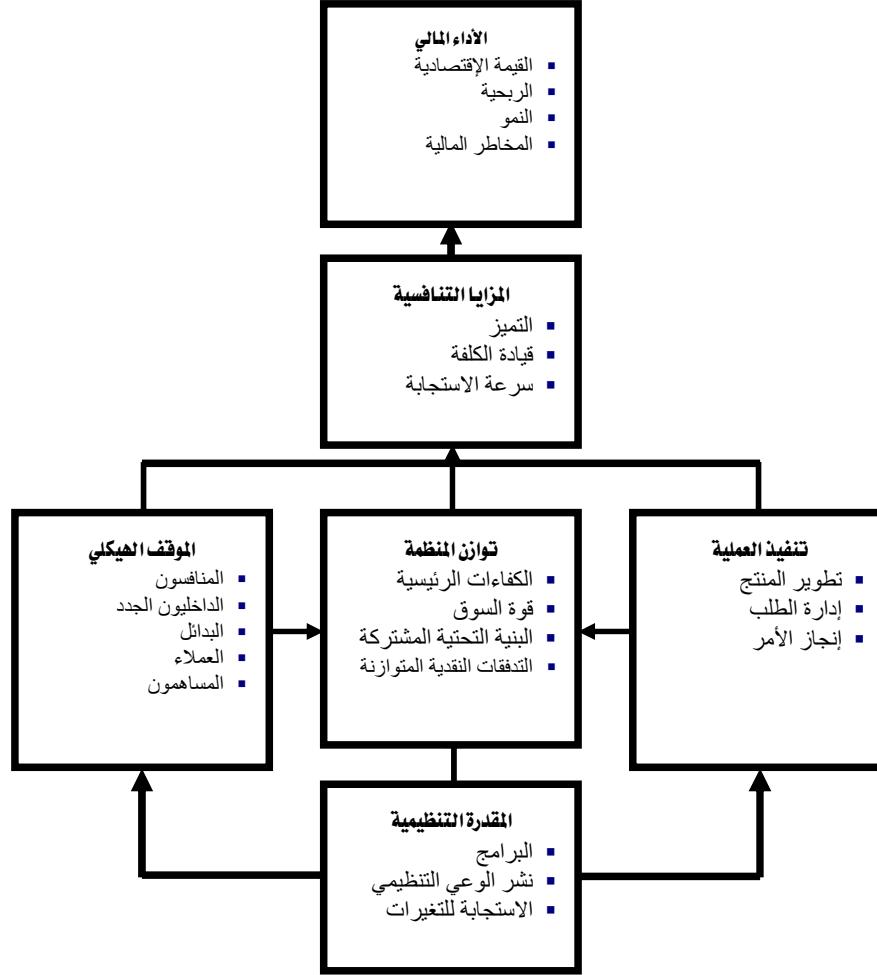 الأداء المالي
القيمة الإقتصادية
الربحية
النمو
المخاطر المالية
المزايا التنافسية
التميز
قيادة الكلفة
سرعة الاستجابة
تنفيذ العملية
تطوير المنتج
إدارة الطلب
إنجاز الأمر
توازن المنظمة
الكفاءات الرئيسية
قوة السوق
البنية التحتية المشتركة
التدفقات النقدية المتوازنة
الموقف الهيكلي
المنافسون
الداخليون الجدد
البدائل
العملاء
المساهمون
المقدرة التنظيمية
البرامج
نشر الوعي التنظيمي
الاستجابة للتغيرات